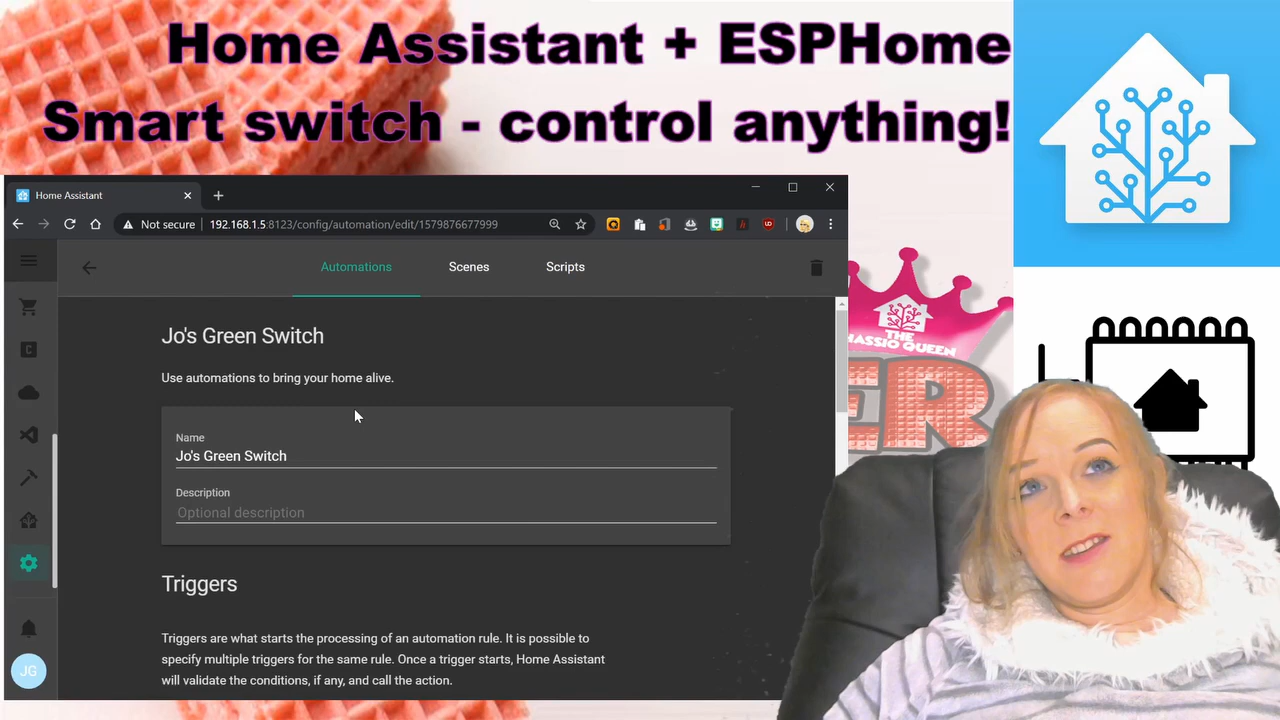 Home Assistant + ESPHome
Smart switch - control anything!
Home Assistant
Not secure
192.168.1.5:8123/config/automation/edit/1579876677999
Automations
Scenes
Scripts
Jo's Green Switch
Use automations to bring your home alive.
Name
Jo's Green Switch
Description
Optional description
Triggers
Triggers are what starts the processing of an automation rule. It is possible to
specify multiple triggers for the same rule. Once a trigger starts, Home Assistant
will validate the conditions, if any, and call the action.
JG
C
THE
HASSIO QUEEN
ER